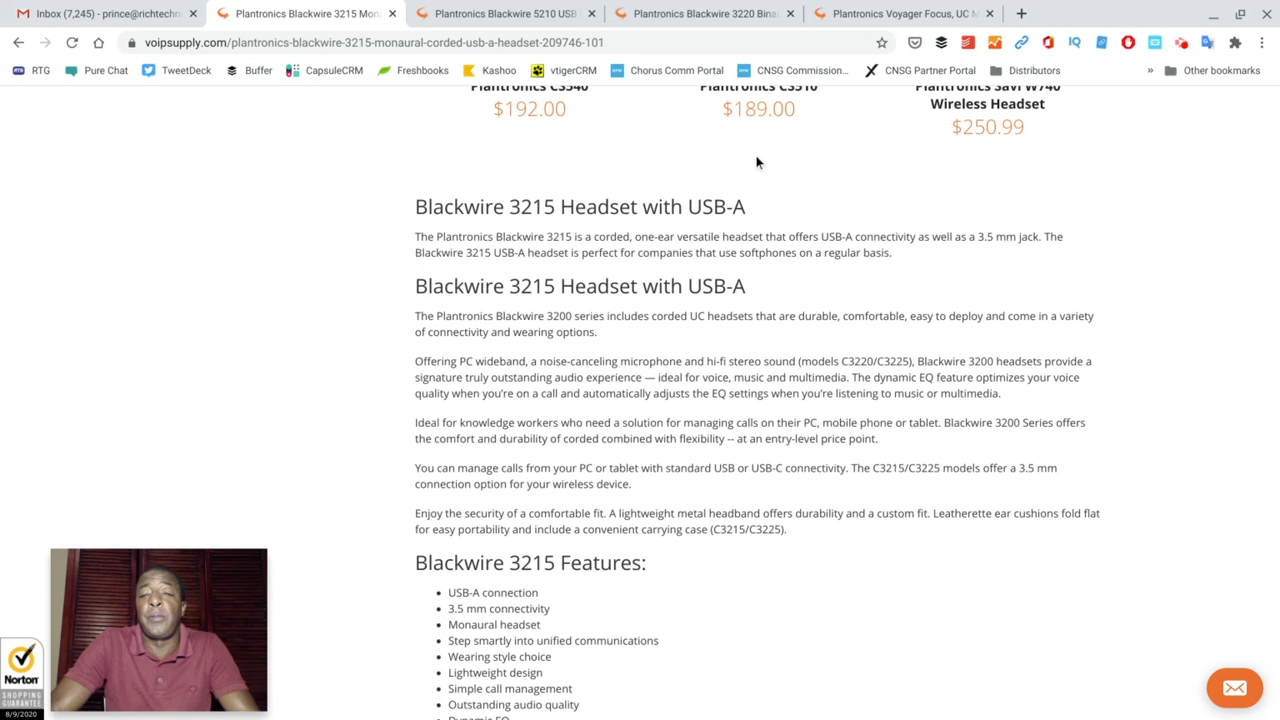 Inbox (7,245) - prince@richtechn
Plantronics Blackwire 3215 Mon
Plantronics Blackwire 5210 USB
Plantronics Blackwire 3220 Bina
Plantronics Voyager Focus, UC M
voipsupply.com/plantronics-blackwire-3215-monaural-corded-usb-a-headset-209746-101
RTG Pure Chat TweetDeck Buffer CapsuleCRM Freshbooks Kashoo vtigerCRM Chorus Comm Portal CNSG Commission... CNSG Partner Portal Distributors » Other bookmarks
Plantronics CS540 Plantronics CS510 Plantronics Savi W740
Wireless Headset
$192.00 $189.00
$250.99
Blackwire 3215 Headset with USB-A
The Plantronics Blackwire 3215 is a corded, one-ear versatile headset that offers USB-A connectivity as well as a 3.5 mm jack. The
Blackwire 3215 USB-A headset is perfect for companies that use softphones on a regular basis.
Blackwire 3215 Headset with USB-A
The Plantronics Blackwire 3200 series includes corded UC headsets that are durable, comfortable, easy to deploy and come in a variety
of connectivity and wearing options.
Offering PC wideband, a noise-canceling microphone and hi-fi stereo sound (models C3220/C3225), Blackwire 3200 headsets provide a
signature truly outstanding audio experience — ideal for voice, music and multimedia. The dynamic EQ feature optimizes your voice
quality when you're on a call and automatically adjusts the EQ settings when you're listening to music or multimedia.
Ideal for knowledge workers who need a solution for managing calls on their PC, mobile phone or tablet. Blackwire 3200 Series offers
the comfort and durability of corded combined with flexibility -- at an entry-level price point.
You can manage calls from your PC or tablet with standard USB or USB-C connectivity. The C3215/C3225 models offer a 3.5 mm
connection option for your wireless device.
Enjoy the security of a comfortable fit. A lightweight metal headband offers durability and a custom fit. Leatherette ear cushions fold flat
for easy portability and include a convenient carrying case (C3215/C3225).
Blackwire 3215 Features:
USB-A connection
3.5 mm connectivity
Monaural headset
Step smartly into unified communications
Wearing style choice
Lightweight design
Simple call management
Outstanding audio quality
Dynamic EQ
Norton
SHOPPING
GUARANTEE
8/9/2020